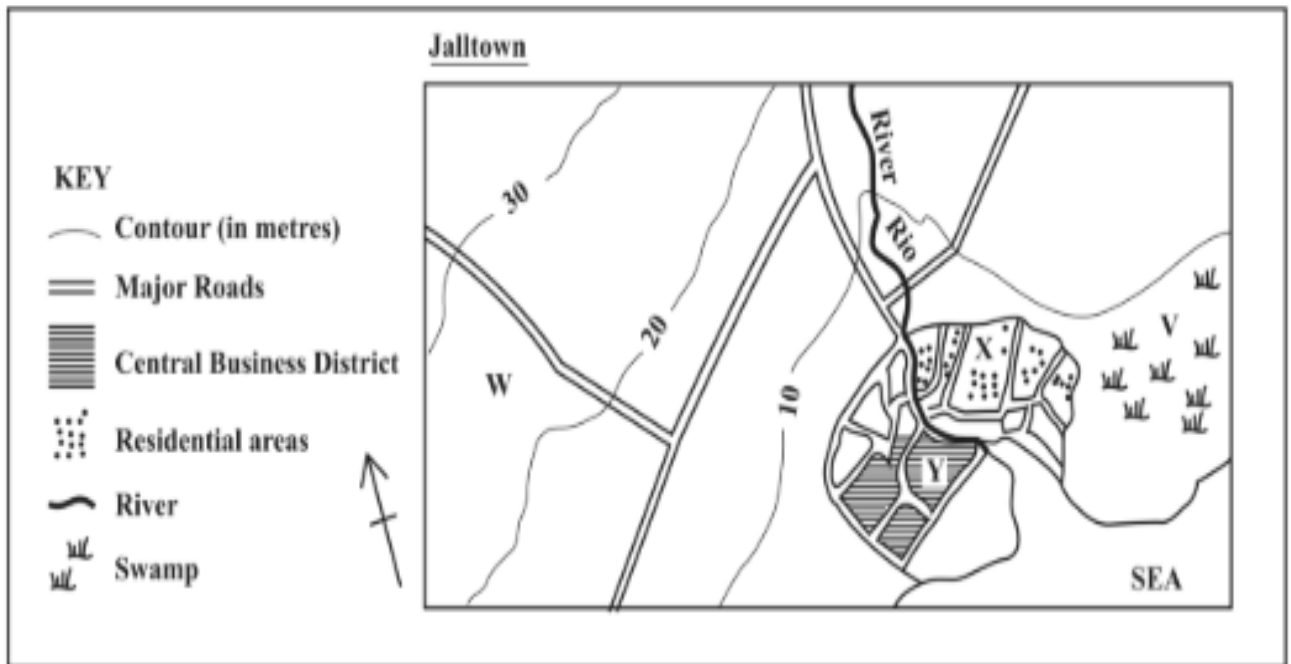 Jalltown
KEY
Contour (in metres)
Major Roads
Central Business District
Residential areas
River
Swamp
30
20
10
River
Rio
W
X
V
Y
SEA